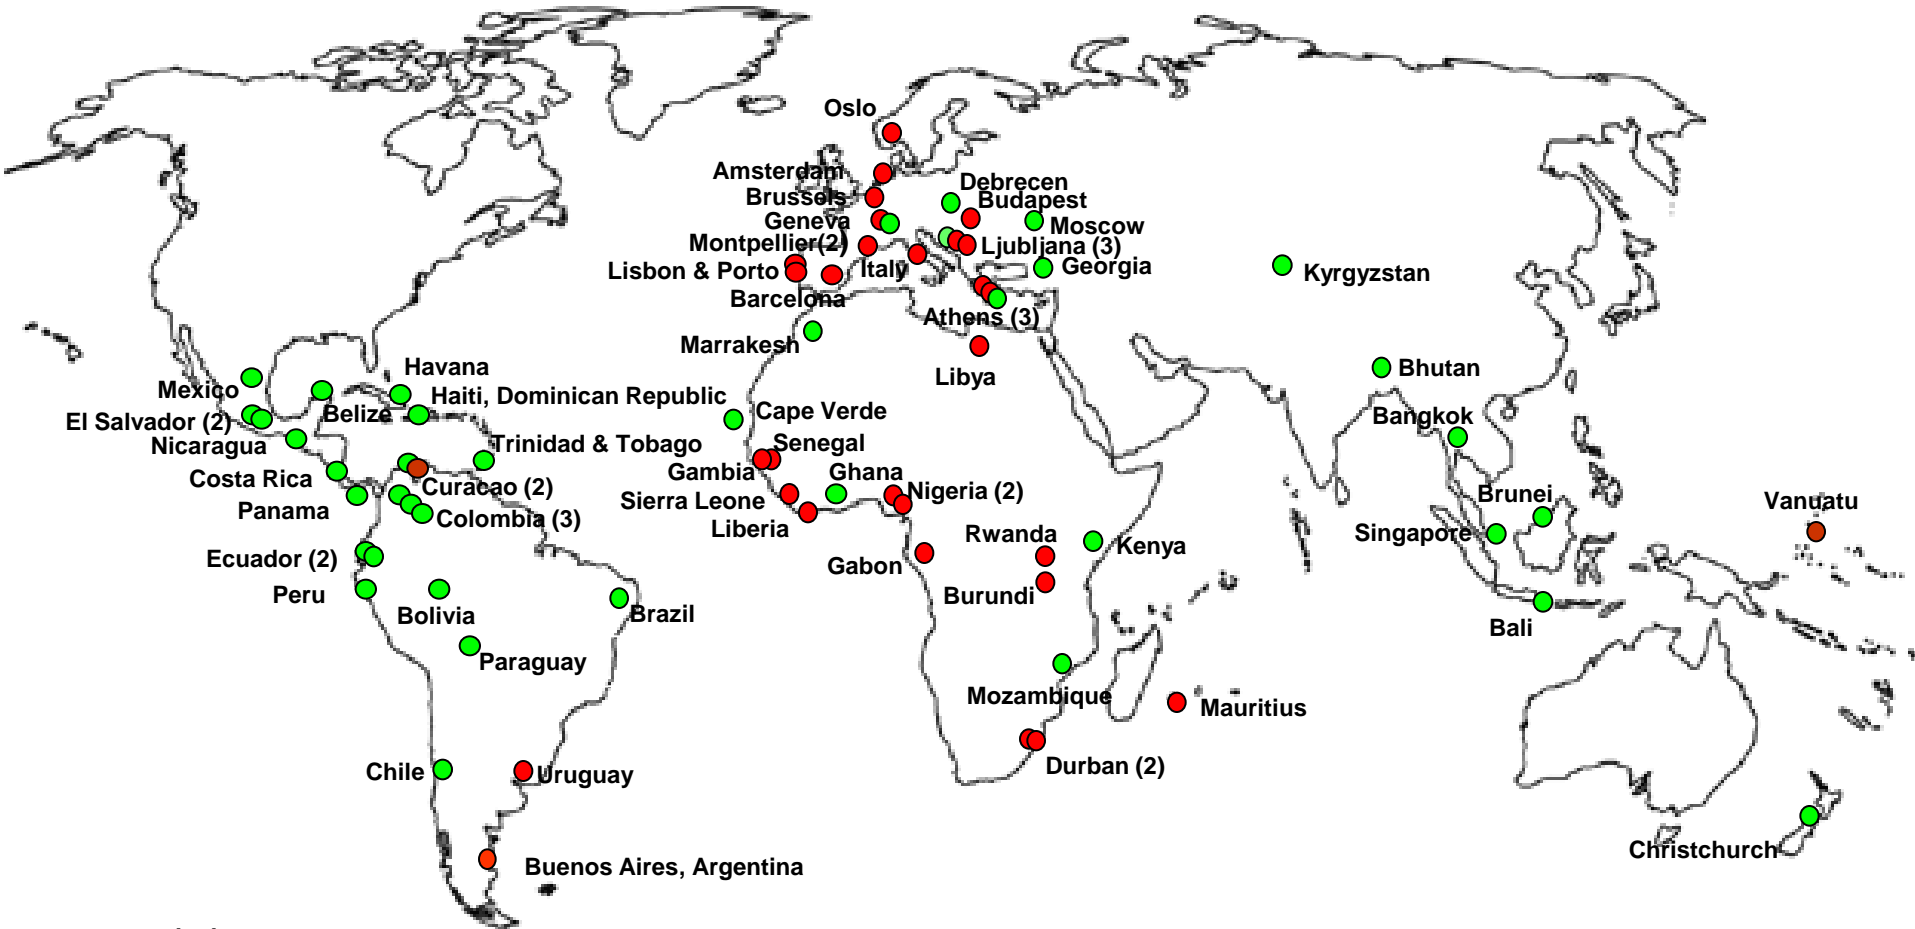 Oslo
Amsterdam
Debrecen
Brussels
Budapest
Geneva
Moscow
Montpellier(2)
Ljubljana (3)
Lisbon & Porto
Italy
Georgia
Kyrgyzstan
Barcelona
Athens (3)
Marrakesh
Havana
Libya
Bhutan
Mexico
Haiti, Dominican Republic
El Salvador (2)
Belize
Cape Verde
Bangkok
Nicaragua
Trinidad & Tobago
Senegal
Costa Rica
Gambia
Ghana
Curacao (2)
Nigeria (2)
Brunei
Vanuatu
Panama
Colombia (3)
Sierra Leone
Liberia
Rwanda
Singapore
Kenya
Ecuador (2)
Gabon
Peru
Burundi
Bolivia
Brazil
Bali
Paraguay
Mozambique
Mauritius
Chile
Uruguay
Durban (2)
Christchurch
Buenos Aires, Argentina